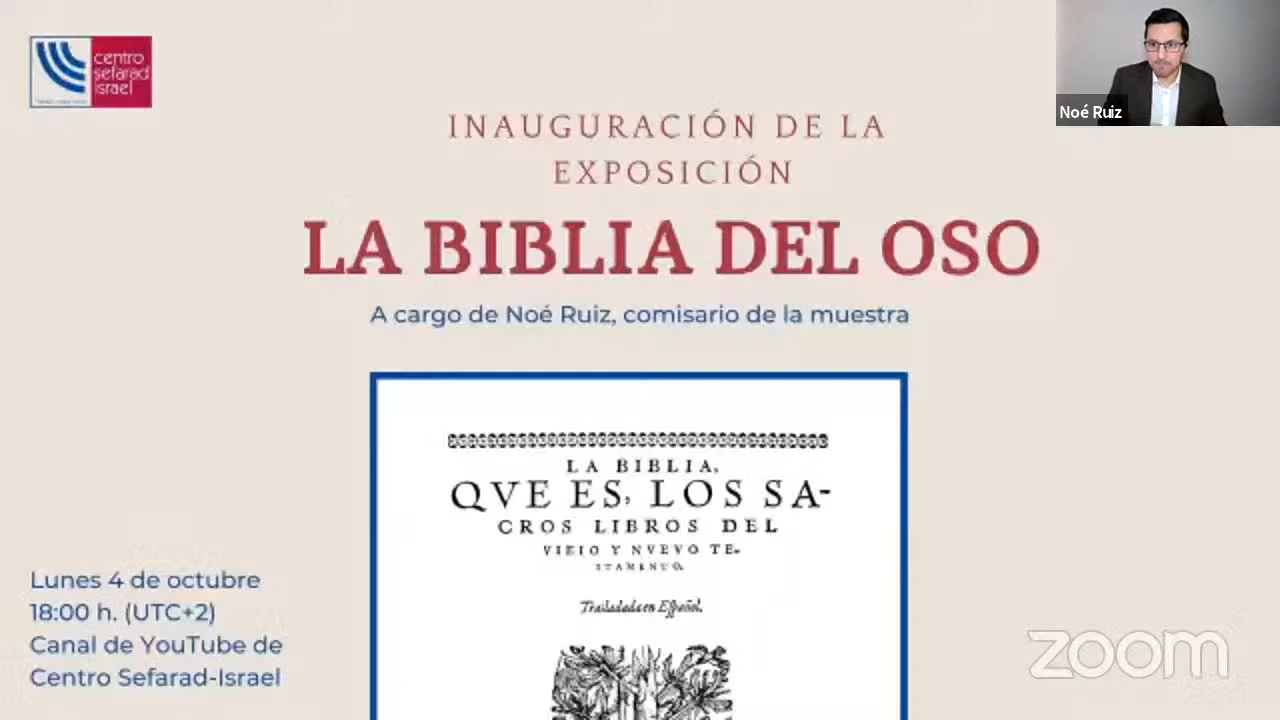 centro
sefarad
israel
Noé Ruiz
INAUGURACIÓN DE LA
EXPOSICIÓN
LA BIBLIA DEL OSO
A cargo de Noé Ruiz, comisario de la muestra
LA BIBLIA,
QVE ES, LOS SA-
CROS LIBROS DEL
VIEIO Y NVEVO TE-
STAMENTO.
Trasladada en Español.
Lunes 4 de octubre
18:00 h. (UTC+2)
Canal de YouTube de
Centro Sefarad-Israel
zoom